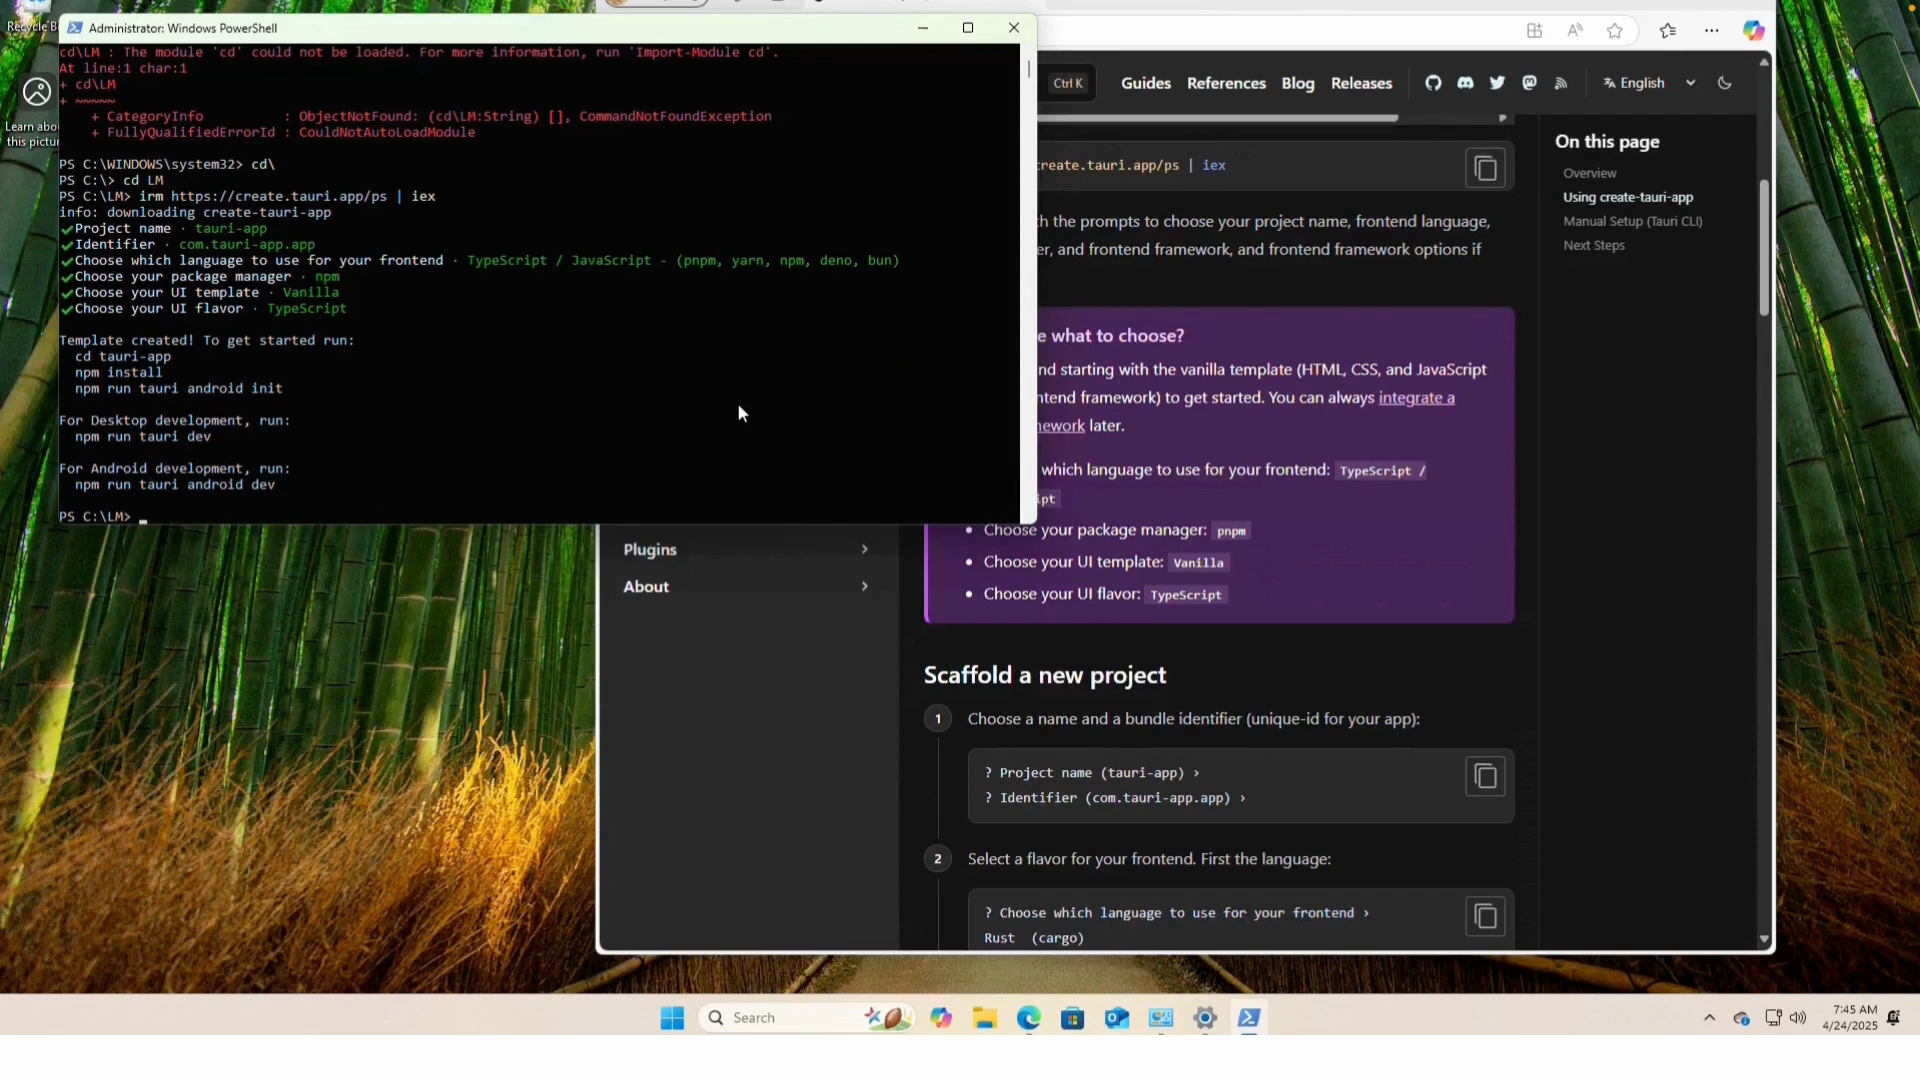 Recycle B
Learn abou
this pictur
Administrator: Windows PowerShell
cd\LM : The module 'cd' could not be loaded. For more information, run 'Import-Module cd'.
At line:1 char:1
+ cd\LM
+ ~~~~~
+ CategoryInfo : ObjectNotFound: (cd\LM:String) [], CommandNotFoundException
+ FullyQualifiedErrorId : CouldNotAutoLoadModule
PS C:\WINDOWS\system32> cd\
PS C:\> cd LM
PS C:\LM> irm https://create.tauri.app/ps | iex
info: downloading create-tauri-app
✔Project name · tauri-app
✔Identifier · com.tauri-app.app
✔Choose which language to use for your frontend · TypeScript / JavaScript - (pnpm, yarn, npm, deno, bun)
✔Choose your package manager · npm
✔Choose your UI template · Vanilla
✔Choose your UI flavor · TypeScript
Template created! To get started run:
cd tauri-app
npm install
npm run tauri android init
For Desktop development, run:
npm run tauri dev
For Android development, run:
npm run tauri android dev
PS C:\LM>
Ctrl K
Guides
References
Blog
Releases
English
create.tauri.app/ps | iex
th the prompts to choose your project name, frontend language,
er, and frontend framework, and frontend framework options if
e what to choose?
nd starting with the vanilla template (HTML, CSS, and JavaScript
ntend framework) to get started. You can always integrate a
nework later.
which language to use for your frontend: TypeScript /
ipt
• Choose your package manager: pnpm
• Choose your UI template: Vanilla
• Choose your UI flavor: TypeScript
Scaffold a new project
1 Choose a name and a bundle identifier (unique-id for your app):
? Project name (tauri-app) ›
? Identifier (com.tauri-app.app) ›
2 Select a flavor for your frontend. First the language:
? Choose which language to use for your frontend ›
Rust (cargo)
On this page
Overview
Using create-tauri-app
Manual Setup (Tauri CLI)
Next Steps
Plugins
About
Search
7:45 AM
4/24/2025